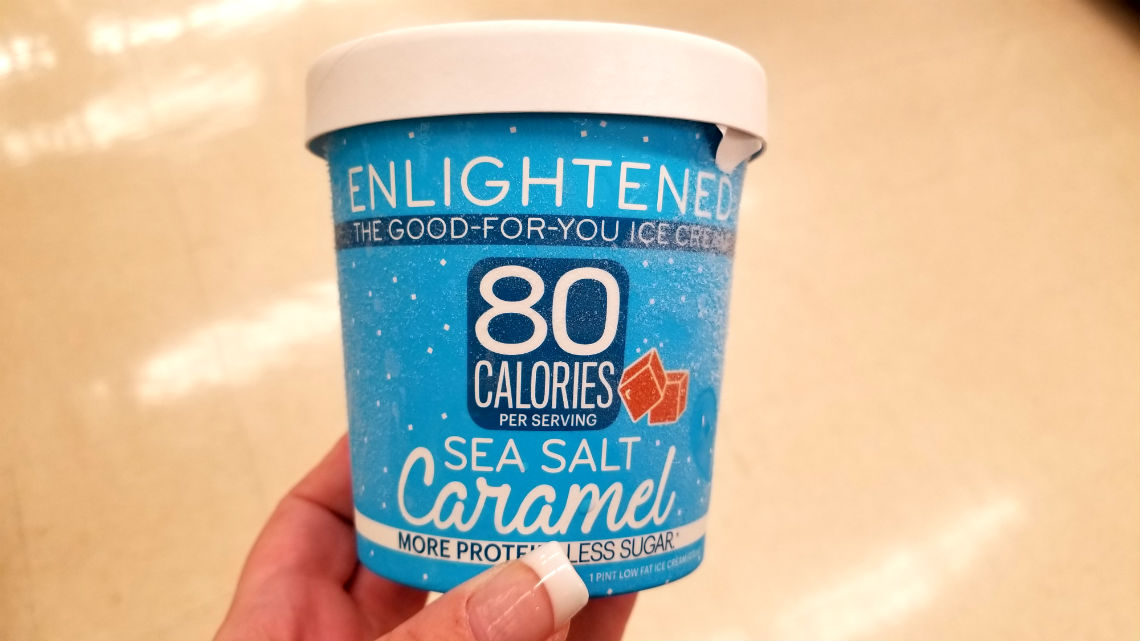 ENLIGHTENED
THE GOOD-FOR-YOU ICE CREAM
80
CALORIES
PER SERVING
SEA SALT
Caramel
MORE PROTEIN LESS SUGAR*
1 PINT LOW FAT ICE CREAM